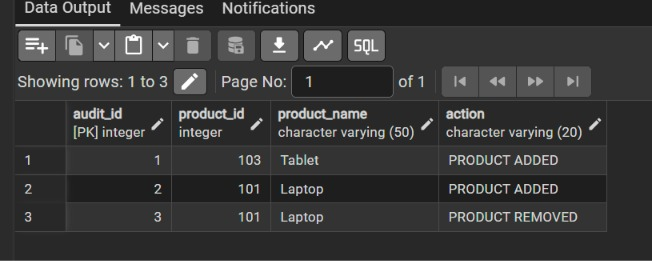 Data Output Messages Notifications
SQL
Showing rows: 1 to 3 Page No: 1 of 1
audit_id product_id product_name action
[PK] integer integer character varying (50) character varying (20)
1 1 103 Tablet PRODUCT ADDED
2 2 101 Laptop PRODUCT ADDED
3 3 101 Laptop PRODUCT REMOVED